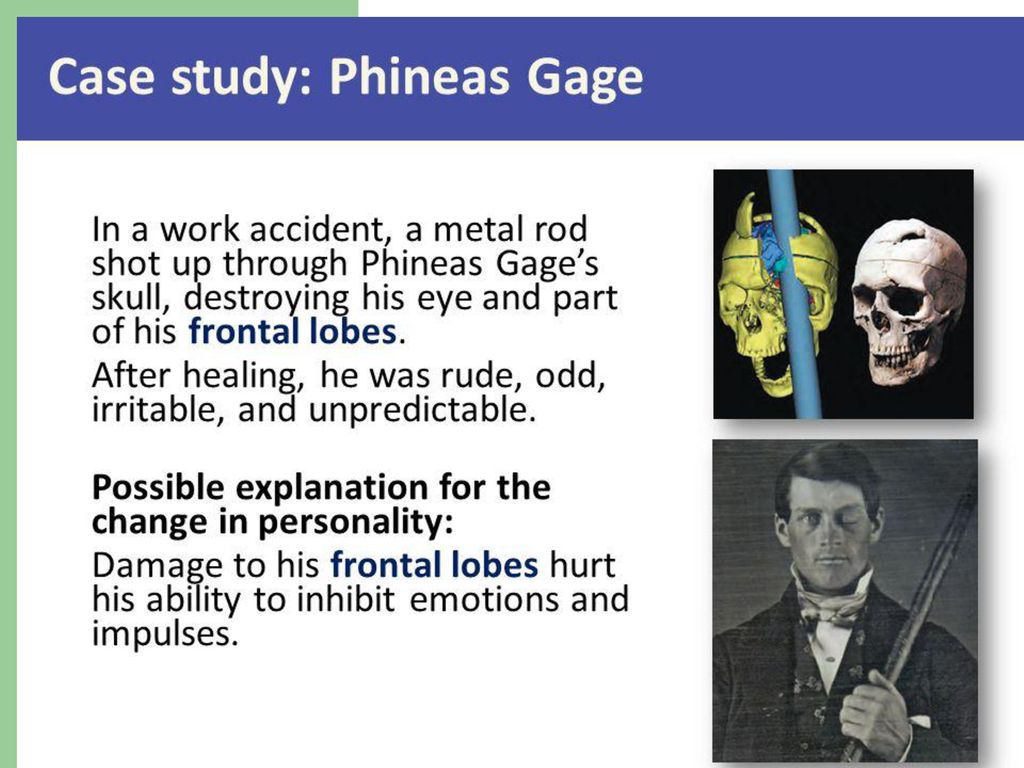 Case study: Phineas Gage
In a work accident, a metal rod
shot up through Phineas Gage’s
skull, destroying his eye and part
of his frontal lobes.
After healing, he was rude, odd,
irritable, and unpredictable.
Possible explanation for the
change in personality:
Damage to his frontal lobes hurt
his ability to inhibit emotions and
impulses.